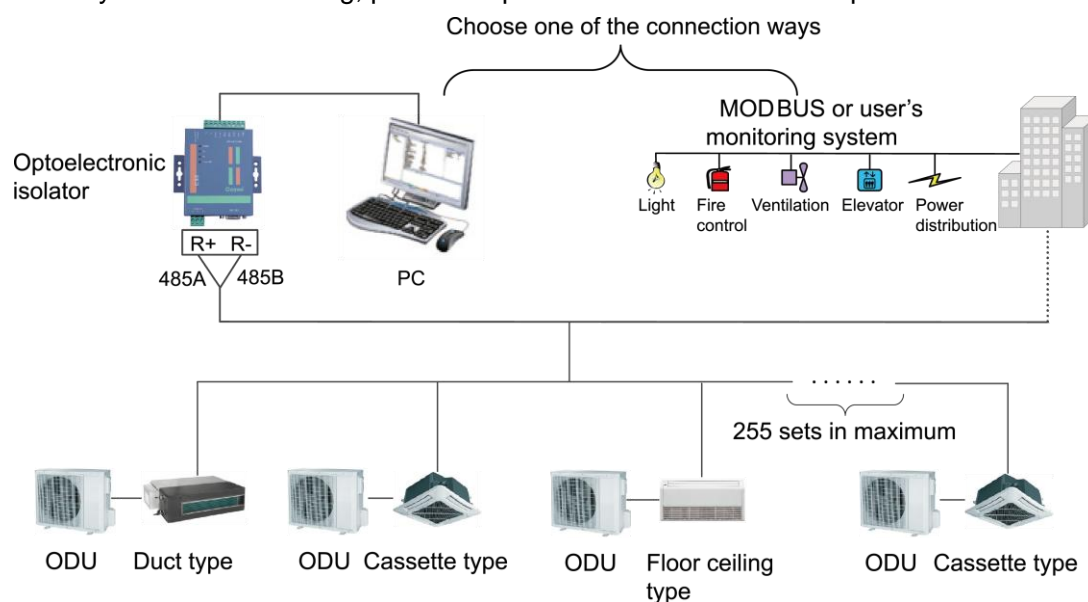 Choose one of the connection ways
MODBUS or user's
monitoring system
Optoelectronic
isolator
Light
Fire
control
Ventilation
Elevator
Power
distribution
R+ R-
485A
485B
PC
......
255 sets in maximum
ODU
Duct type
ODU
Cassette type
ODU
Floor ceiling
type
ODU
Cassette type